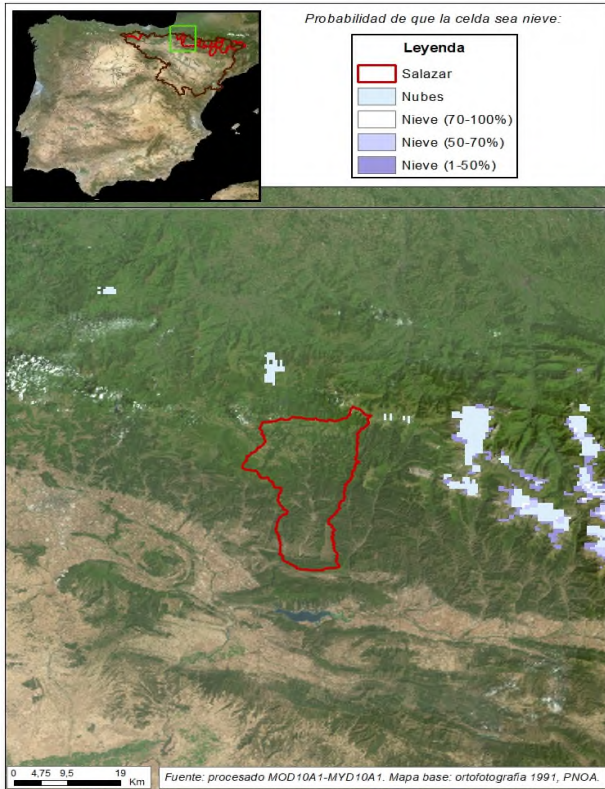 Probabilidad de que la celda sea nieve:
Leyenda
Salazar
Nubes
Nieve (70-100%)
Nieve (50-70%)
Nieve (1-50%)
0 4,75 9,5 19
Km
Fuente: procesado MOD10A1-MYD10A1. Mapa base: ortofotografia 1991, PNOA.